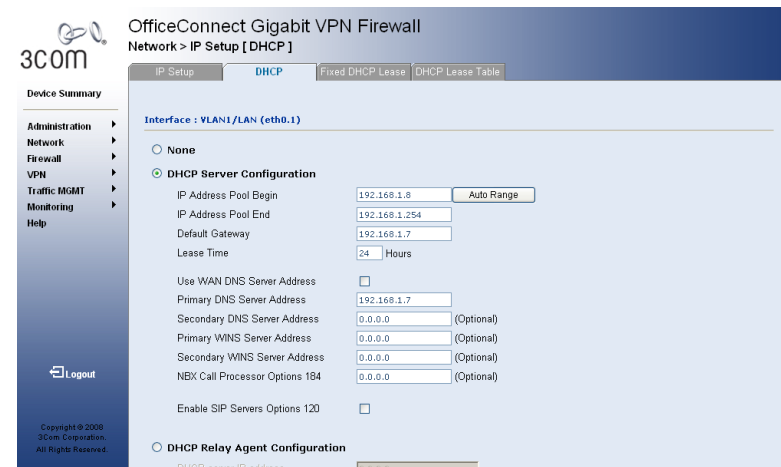 3COM
OfficeConnect Gigabit VPN Firewall
Network > IP Setup [ DHCP ]
IP Setup
DHCP
Fixed DHCP Lease
DHCP Lease Table
Device Summary
Administration
Network
Firewall
VPN
Traffic MGMT
Monitoring
Help
Logout
Copyright © 2008
3Com Corporation.
All Rights Reserved.
Interface : VLAN1/LAN (eth0.1)
None
DHCP Server Configuration
IP Address Pool Begin 192.168.1.8 Auto Range
IP Address Pool End 192.168.1.254
Default Gateway 192.168.1.7
Lease Time 24 Hours
Use WAN DNS Server Address
Primary DNS Server Address 192.168.1.7
Secondary DNS Server Address 0.0.0.0 (Optional)
Primary WINS Server Address 0.0.0.0 (Optional)
Secondary WINS Server Address 0.0.0.0 (Optional)
NBX Call Processor Options 184 0.0.0.0 (Optional)
Enable SIP Servers Options 120
DHCP Relay Agent Configuration